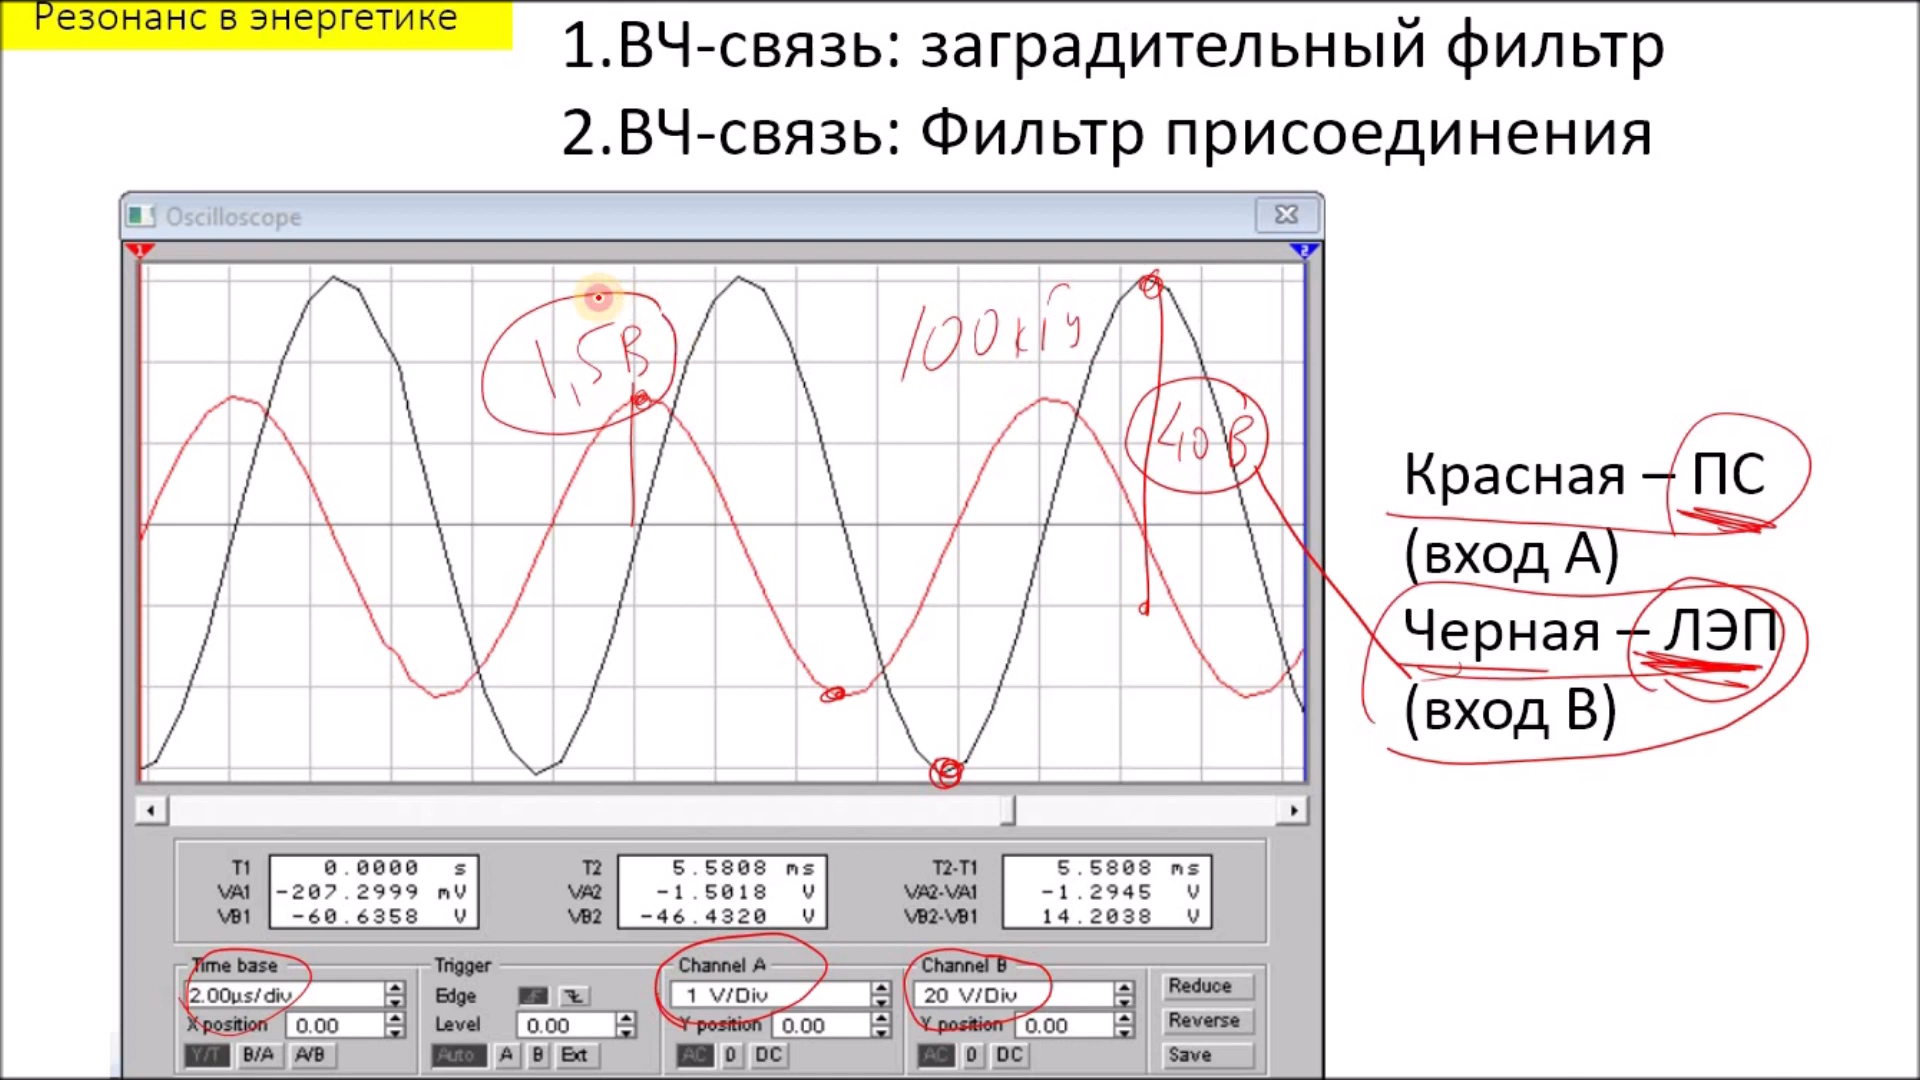 Резонанс в энергетике
1.ВЧ-связь: заградительный фильтр
2.ВЧ-связь: Фильтр присоединения
Oscilloscope
1
2
1,5В
100кГц
40В
Красная – ПС
(вход А)
Черная – ЛЭП
(вход В)
T1 0.0000 s
VA1 -207.2999 mV
VB1 -60.6358 V
T2 5.5808 ms
VA2 -1.5018 V
VB2 -46.4320 V
T2-T1 5.5808 ms
VA2-VA1 -1.2945 V
VB2-VB1 14.2038 V
Time base
2.00µs/div
X position 0.00
Y/T B/A A/B
Trigger
Edge
Level 0.00
Auto A B Ext
Channel A
1 V/Div
Y position 0.00
AC 0 DC
Channel B
20 V/Div
Y position 0.00
AC 0 DC
Reduce
Reverse
Save